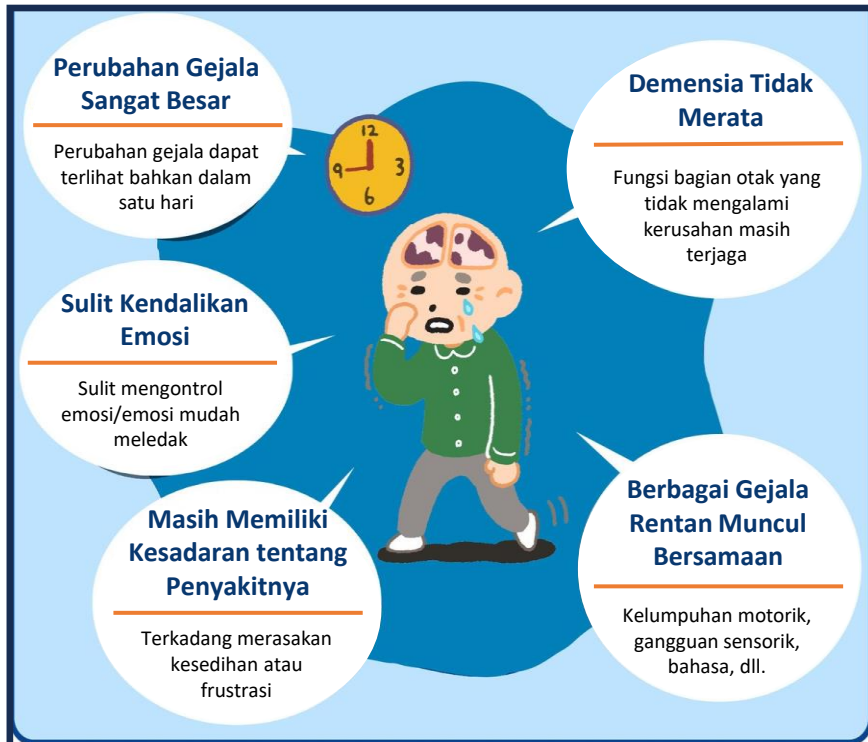 Perubahan Gejala
Sangat Besar
Perubahan gejala dapat
terlihat bahkan dalam
satu hari
12
9
3
6
Demensia Tidak
Merata
Fungsi bagian otak yang
tidak mengalami
kerusahan masih
terjaga
Sulit Kendalikan
Emosi
Sulit mengontrol
emosi/emosi mudah
meledak
Masih Memiliki
Kesadaran tentang
Penyakitnya
Terkadang merasakan
kesedihan atau
frustrasi
Berbagai Gejala
Rentan Muncul
Bersamaan
Kelumpuhan motorik,
gangguan sensorik,
bahasa, dll.